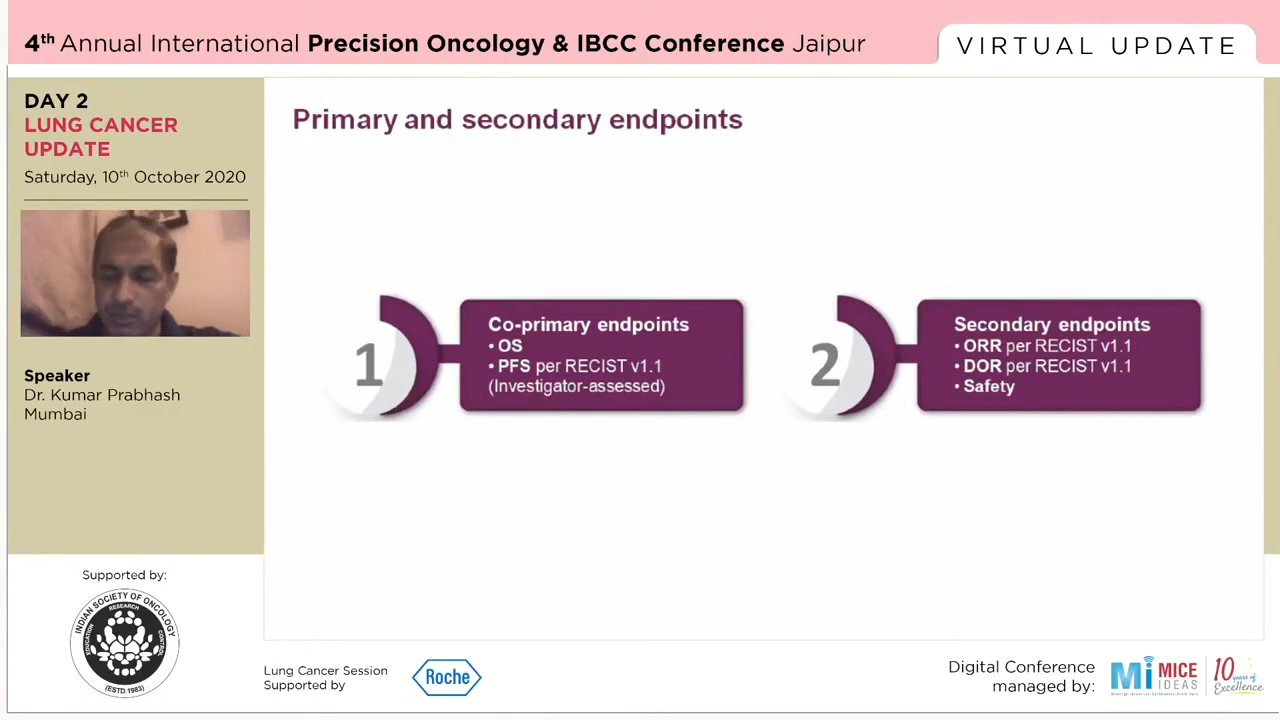 4th Annual International Precision Oncology & IBCC Conference Jaipur
VIRTUAL UPDATE
DAY 2
LUNG CANCER
UPDATE
Saturday, 10th October 2020
Speaker
Dr. Kumar Prabhash
Mumbai
Primary and secondary endpoints
1
Co-primary endpoints
• OS
• PFS per RECIST v1.1
(Investigator-assessed)
2
Secondary endpoints
• ORR per RECIST v1.1
• DOR per RECIST v1.1
• Safety
Supported by:
INDIAN SOCIETY OF ONCOLOGY
EDUCATION
RESEARCH
CONTROL
(ESTD.1983)
Lung Cancer Session
Supported by
Roche
Digital Conference
managed by:
Mi MICE
IDEAS
10 years of
Excellence